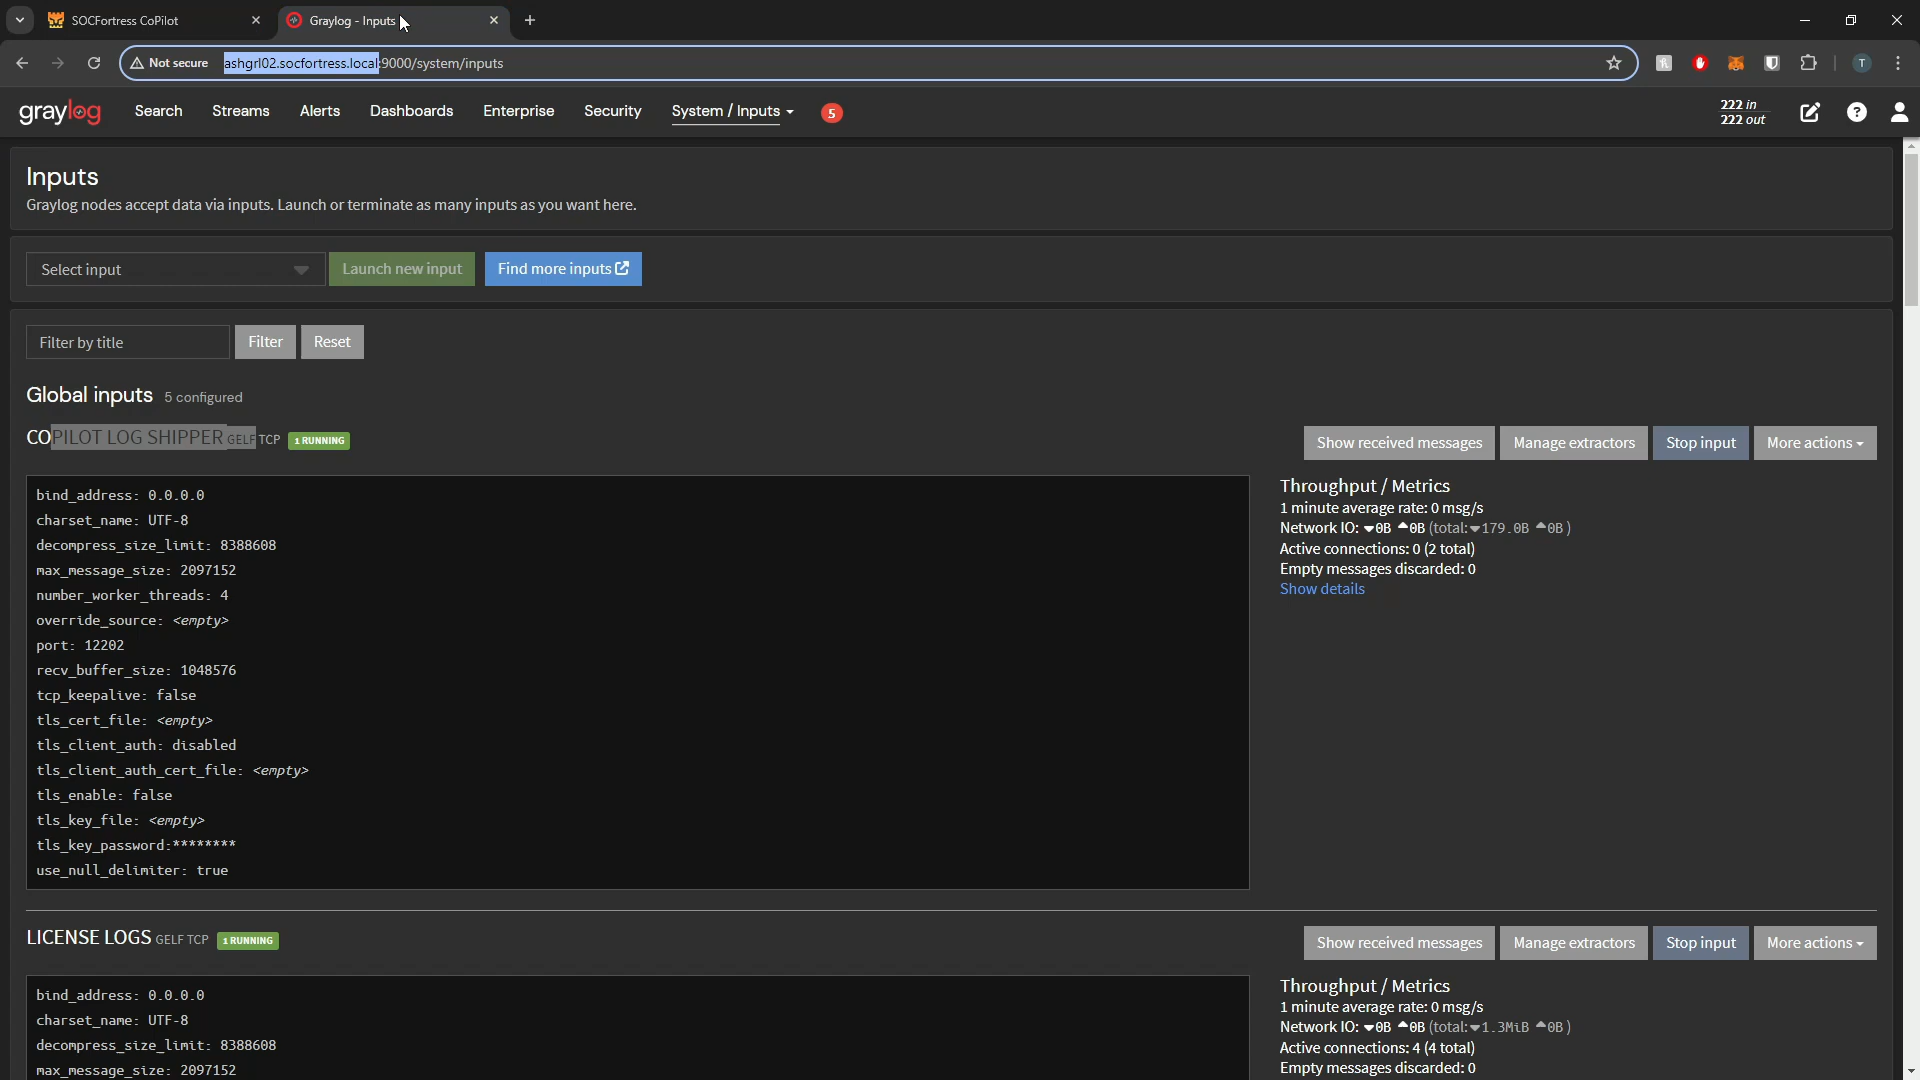 SOCFortress CoPilot
Graylog - Inputs
Not secure
ashgrl02.socfortress.local:9000/system/inputs
T
graylog
Search
Streams
Alerts
Dashboards
Enterprise
Security
System / Inputs
5
222 in
222 out
Inputs
Graylog nodes accept data via inputs. Launch or terminate as many inputs as you want here.
Select input
Launch new input
Find more inputs
Filter by title
Filter
Reset
Global inputs 5 configured
COPILOT LOG SHIPPER GELF TCP 1 RUNNING
Show received messages
Manage extractors
Stop input
More actions
bind_address: 0.0.0.0
charset_name: UTF-8
decompress_size_limit: 8388608
max_message_size: 2097152
number_worker_threads: 4
override_source: <empty>
port: 12202
recv_buffer_size: 1048576
tcp_keepalive: false
tls_cert_file: <empty>
tls_client_auth: disabled
tls_client_auth_cert_file: <empty>
tls_enable: false
tls_key_file: <empty>
tls_key_password:********
use_null_delimiter: true
Throughput / Metrics
1 minute average rate: 0 msg/s
Network IO: 0B 0B (total: 179.0B 0B )
Active connections: 0 (2 total)
Empty messages discarded: 0
Show details
LICENSE LOGS GELF TCP 1 RUNNING
Show received messages
Manage extractors
Stop input
More actions
bind_address: 0.0.0.0
charset_name: UTF-8
decompress_size_limit: 8388608
max_message_size: 2097152
Throughput / Metrics
1 minute average rate: 0 msg/s
Network IO: 0B 0B (total: 1.3MiB 0B )
Active connections: 4 (4 total)
Empty messages discarded: 0